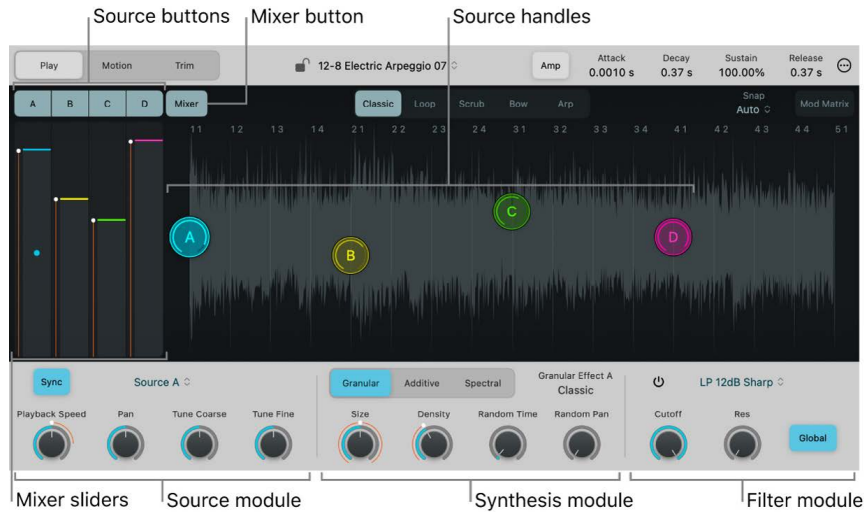 Source buttons
Mixer button
Source handles
Play
Motion
Trim
12-8 Electric Arpeggio 07
Amp
Attack
0.0010 s
Decay
0.37 s
Sustain
100.00%
Release
0.37 s
A
B
C
D
Mixer
Classic
Loop
Scrub
Bow
Arp
Snap
Auto
Mod Matrix
1 1
1 2
1 3
1 4
2 1
2 2
2 3
2 4
3 1
3 2
3 3
3 4
4 1
4 2
4 3
4 4
5 1
A
B
C
D
Sync
Source A
Granular
Additive
Spectral
Granular Effect A
Classic
LP 12dB Sharp
Playback Speed
Pan
Tune Coarse
Tune Fine
Size
Density
Random Time
Random Pan
Cutoff
Res
Global
Mixer sliders
Source module
Synthesis module
Filter module